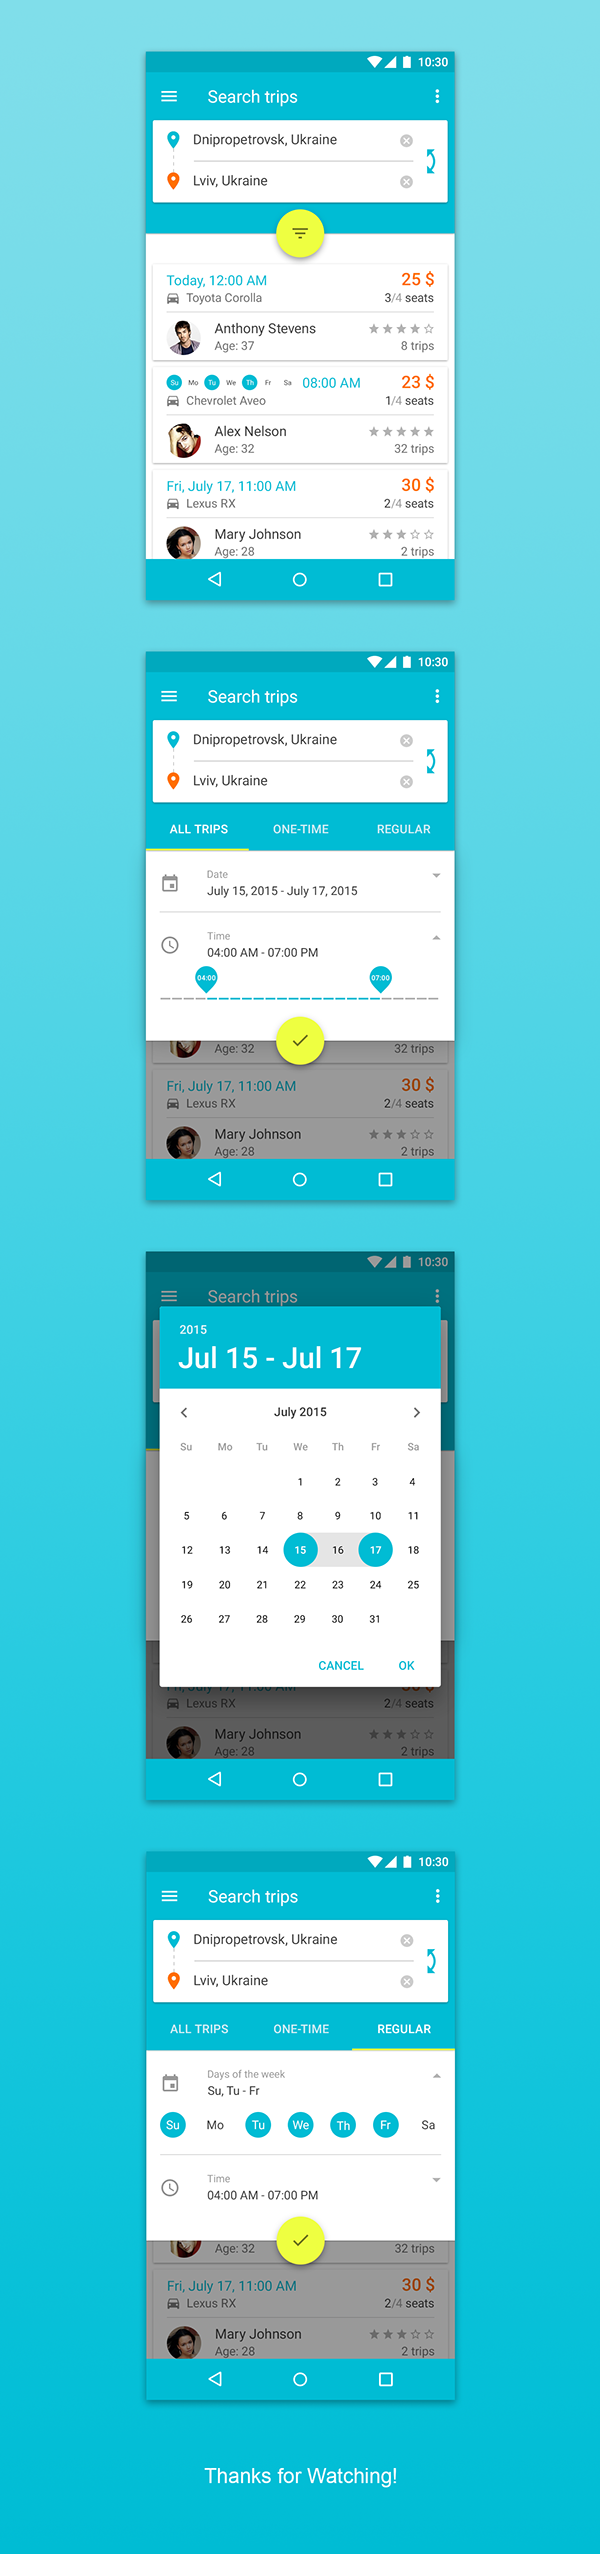 10:30
Search trips
Dnipropetrovsk, Ukraine
Lviv, Ukraine
Today, 12:00 AM 25 $
Toyota Corolla 3/4 seats
Anthony Stevens
Age: 37 8 trips
Su Mo Tu We Th Fr Sa 08:00 AM 23 $
Chevrolet Aveo 1/4 seats
Alex Nelson
Age: 32 32 trips
Fri, July 17, 11:00 AM 30 $
Lexus RX 2/4 seats
Mary Johnson
Age: 28 2 trips
10:30
Search trips
Dnipropetrovsk, Ukraine
Lviv, Ukraine
ALL TRIPS ONE-TIME REGULAR
Date
July 15, 2015 - July 17, 2015
Time
04:00 AM - 07:00 PM
04:00 07:00
Age: 32 32 trips
Fri, July 17, 11:00 AM 30 $
Lexus RX 2/4 seats
Mary Johnson
Age: 28 2 trips
10:30
Search trips
2015
Jul 15 - Jul 17
July 2015
Su Mo Tu We Th Fr Sa
1 2 3 4
5 6 7 8 9 10 11
12 13 14 15 16 17 18
19 20 21 22 23 24 25
26 27 28 29 30 31
CANCEL OK
Fri, July 17, 11:00 AM 30 $
Lexus RX 2/4 seats
Mary Johnson
Age: 28 2 trips
10:30
Search trips
Dnipropetrovsk, Ukraine
Lviv, Ukraine
ALL TRIPS ONE-TIME REGULAR
Days of the week
Su, Tu - Fr
Su Mo Tu We Th Fr Sa
Time
04:00 AM - 07:00 PM
Age: 32 32 trips
Fri, July 17, 11:00 AM 30 $
Lexus RX 2/4 seats
Mary Johnson
Age: 28 2 trips
Thanks for Watching!